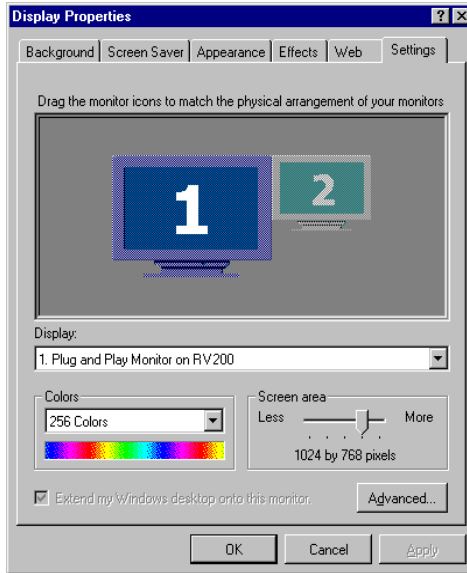 Display Properties
Background Screen Saver Appearance Effects Web Settings
Drag the monitor icons to match the physical arrangement of your monitors
1 2
Display:
1. Plug and Play Monitor on RV200
Colors
256 Colors
Screen area
Less More
1024 by 768 pixels
Extend my Windows desktop onto this monitor.
Advanced...
OK Cancel Apply